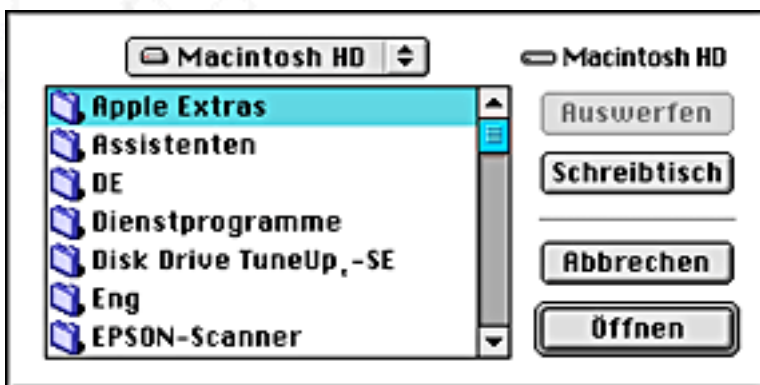 Macintosh HD
Macintosh HD
Apple Extras
Assistenten
DE
Dienstprogramme
Disk Drive TuneUp,-SE
Eng
EPSON-Scanner
Auswerfen
Schreibtisch
Abbrechen
Öffnen